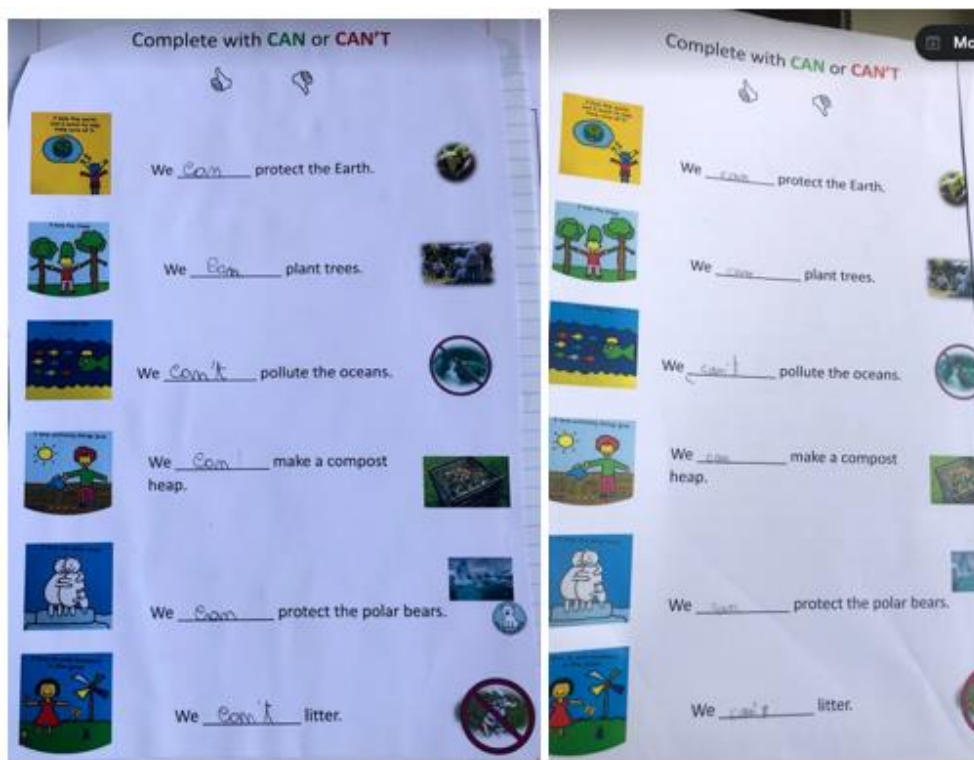 Complete with CAN or CAN'T
We can protect the Earth.
We can plant trees.
We can't pollute the oceans.
We can make a compost
heap.
We can protect the polar bears.
We can't litter.
Complete with CAN or CAN'T
We can protect the Earth.
We can plant trees.
We can't pollute the oceans.
We can make a compost
heap.
We can protect the polar bears.
We can't litter.